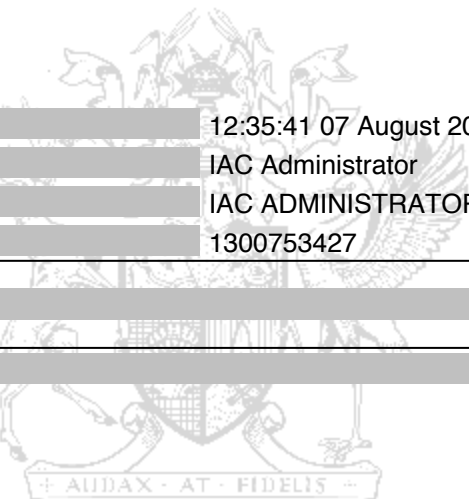 12:35:41 07 August 20
IAC Administrator
IAC ADMINISTRATOR
1300753427
AUDAX · AT · FIDELIS